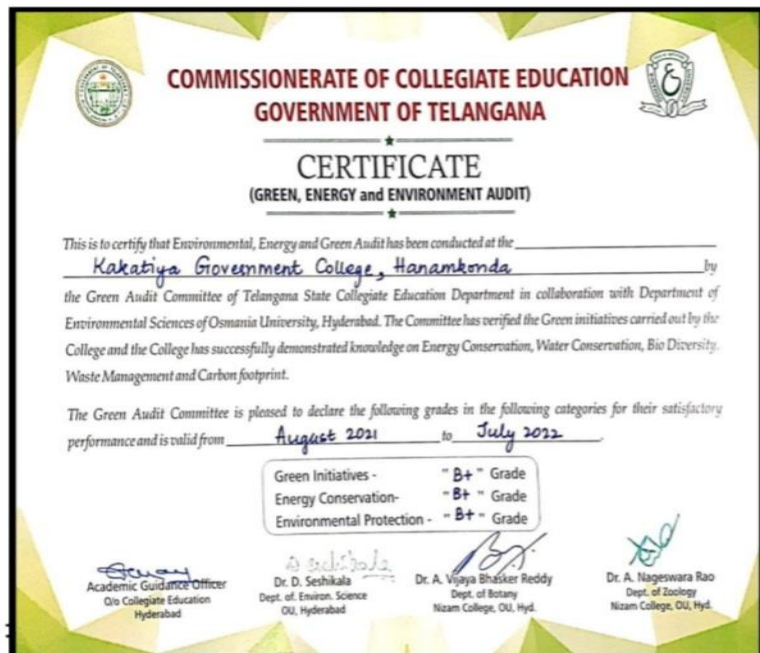 COMMISSIONERATE OF COLLEGIATE EDUCATION
GOVERNMENT OF TELANGANA
CERTIFICATE
(GREEN, ENERGY and ENVIRONMENT AUDIT)
This is to certify that Environmental, Energy and Green Audit has been conducted at the
Kakatiya Government College, Hanamkonda by
the Green Audit Committee of Telangana State Collegiate Education Department in collaboration with Department of
Environmental Sciences of Osmania University, Hyderabad. The Committee has verified the Green initiatives carried out by the
College and the College has successfully demonstrated knowledge on Energy Conservation, Water Conservation, Bio Diversity,
Waste Management and Carbon footprint.
The Green Audit Committee is pleased to declare the following grades in the following categories for their satisfactory
performance and is valid from August 2021 to July 2022.
Green Initiatives - "B+" Grade
Energy Conservation- "B+" Grade
Environmental Protection - "B+" Grade
Academic Guidance Officer
O/o Collegiate Education
Hyderabad
Dr. D. Seshikala
Dept. of. Environ. Science
OU, Hyderabad
Dr. A. Vijaya Bhasker Reddy
Dept. of Botany
Nizam College, OU, Hyd.
Dr. A. Nageswara Rao
Dept. of Zoology
Nizam College, OU, Hyd.